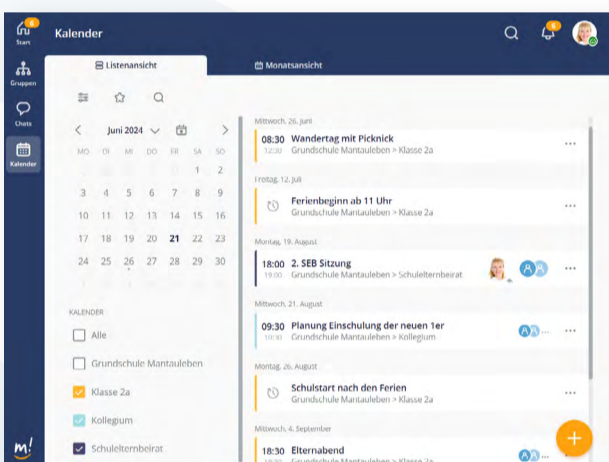 6
Start
Kalender
6
Gruppen
Chats
Kalender
Listenansicht
Monatsansicht
Juni 2024
MO DI MI DO FR SA SO
1 2
3 4 5 6 7 8 9
10 11 12 13 14 15 16
17 18 19 20 21 22 23
24 25 26 27 28 29 30
KALENDER
Alle
Grundschule Mantauleben
Klasse 2a
Kollegium
Schulelternbeirat
m!
Mittwoch, 26. Juni
08:30 Wandertag mit Picknick
12:30 Grundschule Mantauleben > Klasse 2a
Freitag, 12. Juli
Ferienbeginn ab 11 Uhr
Grundschule Mantauleben > Klasse 2a
Montag, 19. August
18:00 2. SEB Sitzung
19:00 Grundschule Mantauleben > Schulelternbeirat
Mittwoch, 21. August
09:30 Planung Einschulung der neuen 1er
10:30 Grundschule Mantauleben > Kollegium
Montag, 26. August
Schulstart nach den Ferien
Grundschule Mantauleben > Klasse 2a
Mittwoch, 4. September
18:30 Elternabend
Grundschule Mantauleben > Klasse 2a